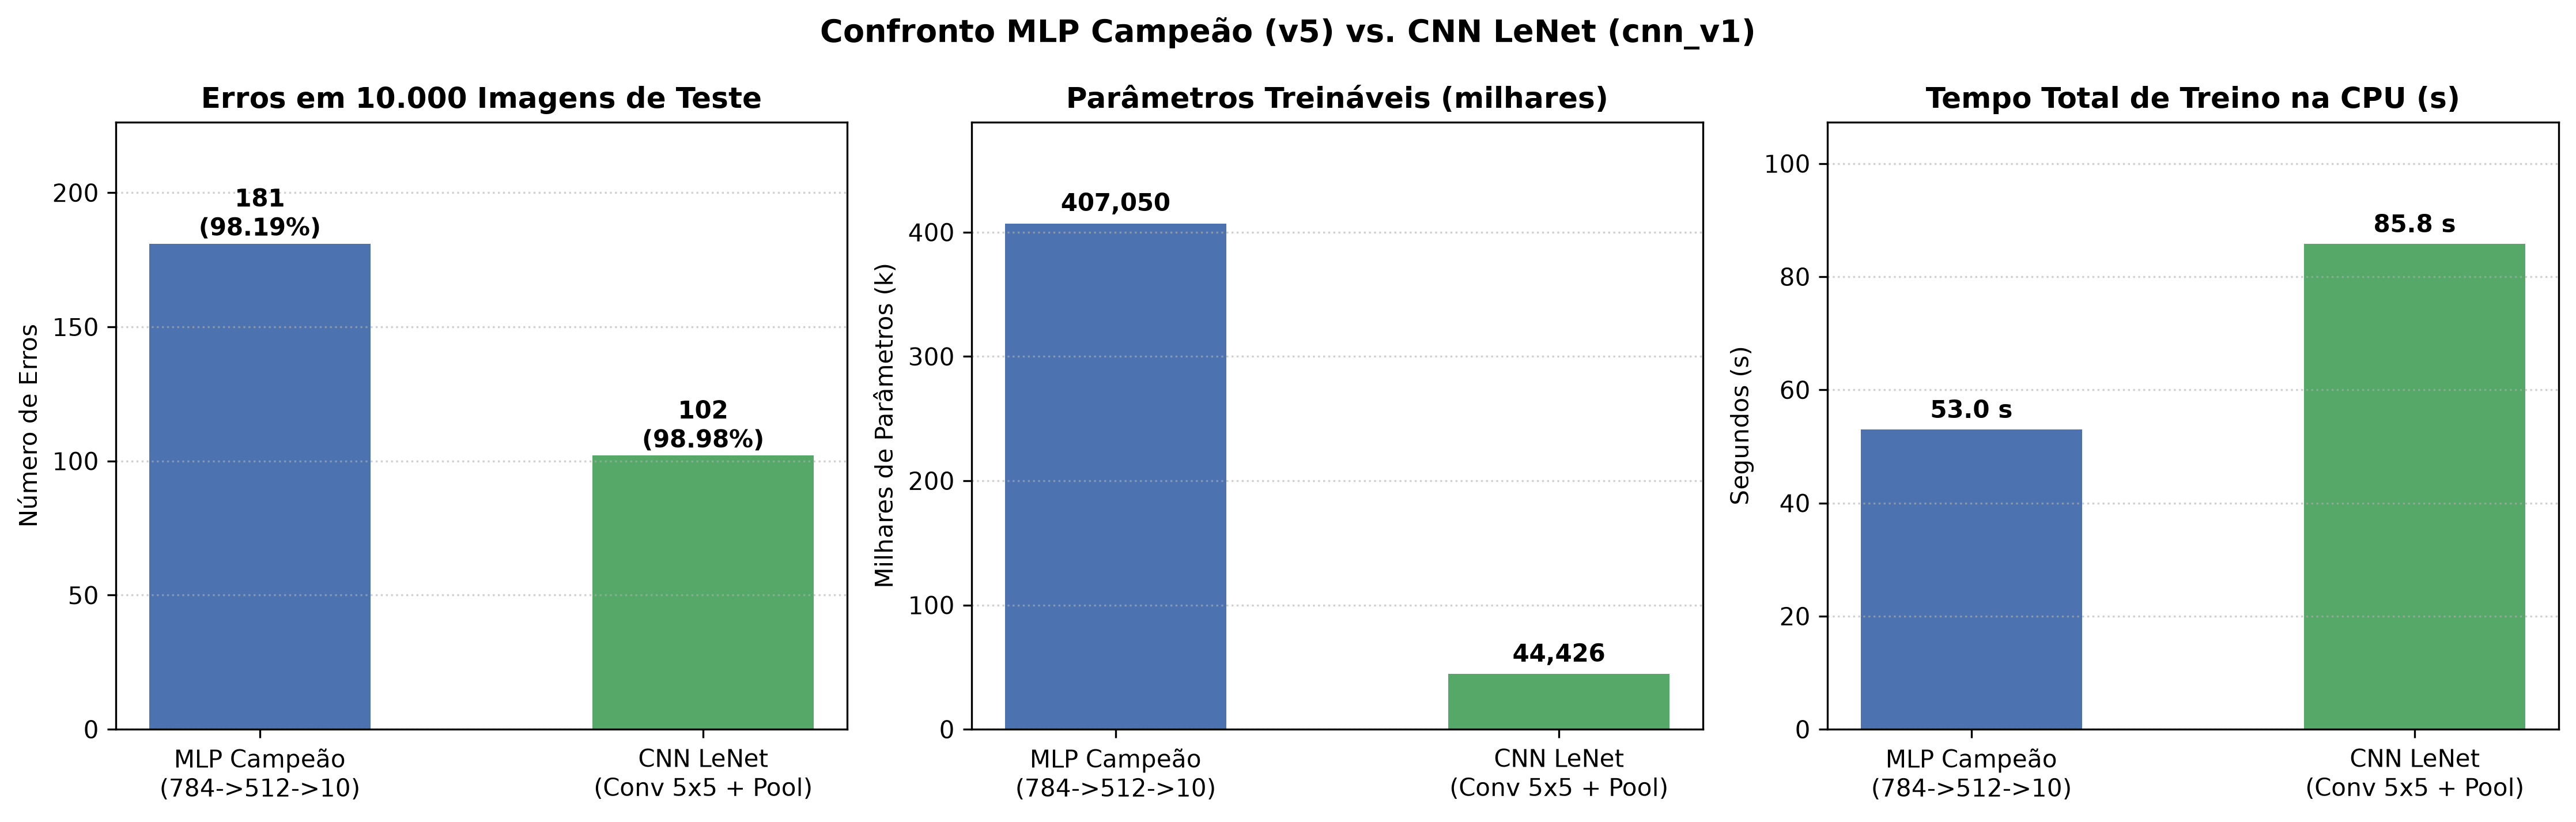 Confronto MLP Campeão (v5) vs. CNN LeNet (cnn_v1)
Erros em 10.000 Imagens de Teste
Número de Erros
200
150
100
50
0
181
(98.19%)
102
(98.98%)
MLP Campeão
(784->512->10)
CNN LeNet
(Conv 5x5 + Pool)
Parâmetros Treináveis (milhares)
Milhares de Parâmetros (k)
400
300
200
100
0
407,050
44,426
MLP Campeão
(784->512->10)
CNN LeNet
(Conv 5x5 + Pool)
Tempo Total de Treino na CPU (s)
Segundos (s)
100
80
60
40
20
0
53.0 s
85.8 s
MLP Campeão
(784->512->10)
CNN LeNet
(Conv 5x5 + Pool)